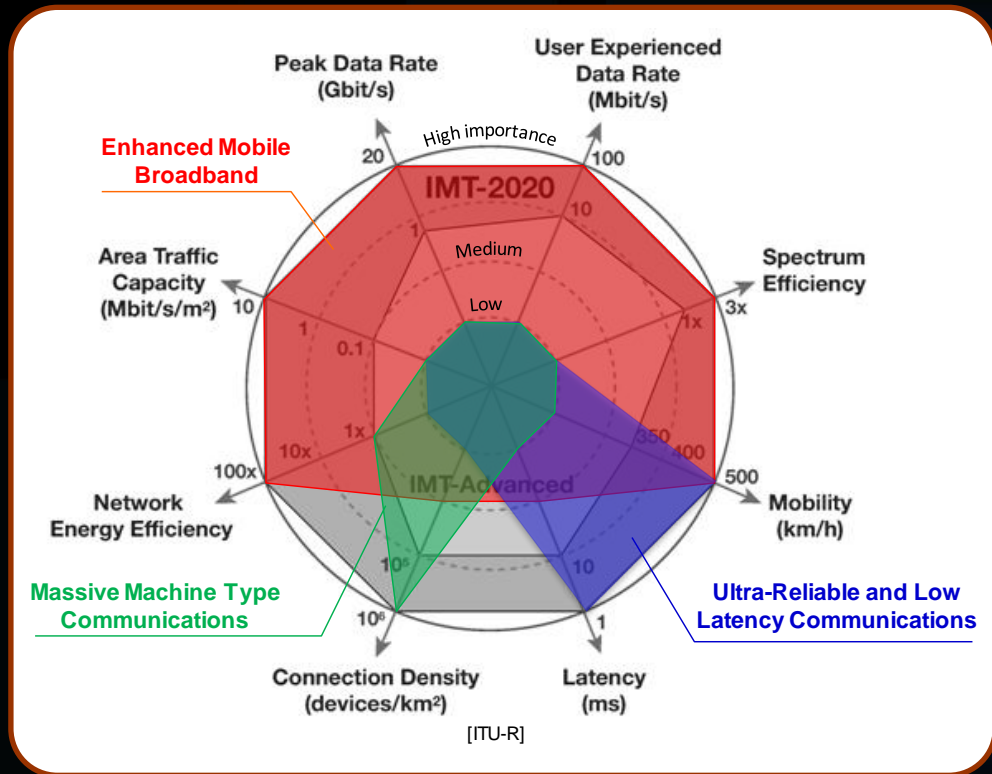 Peak Data Rate
(Gbit/s)
User Experienced
Data Rate
(Mbit/s)
High importance
Enhanced Mobile
Broadband
20
100
IMT-2020
1
10
Medium
Area Traffic
Capacity
(Mbit/s/m²)
Spectrum
Efficiency
10
1
0.1
Low
1x
3x
1x
10x
100x
350
400
500
Network
Energy Efficiency
IMT-Advanced
Mobility
(km/h)
10⁵
10
Massive Machine Type
Communications
10⁶
1
Ultra-Reliable and Low
Latency Communications
Connection Density
(devices/km²)
Latency
(ms)
[ITU-R]